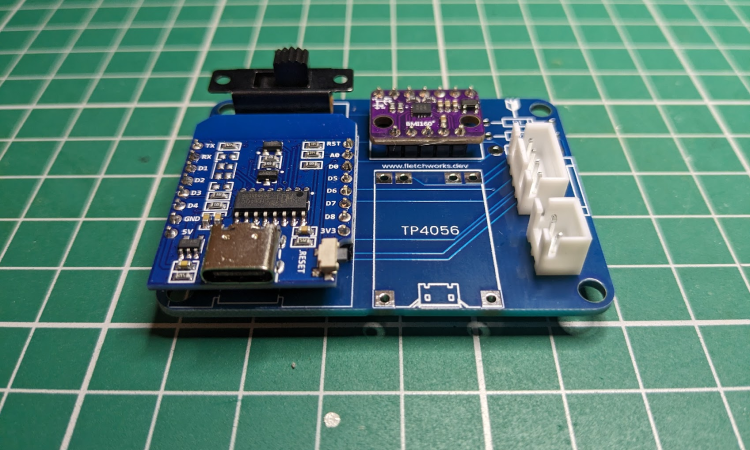 TX
RX
D1
D2
D3
D4
GND
5V
RST
A0
D0
D5
D6
D7
D8
3V3
RESET
BMI160
www.fletchworks.dev
TP4056